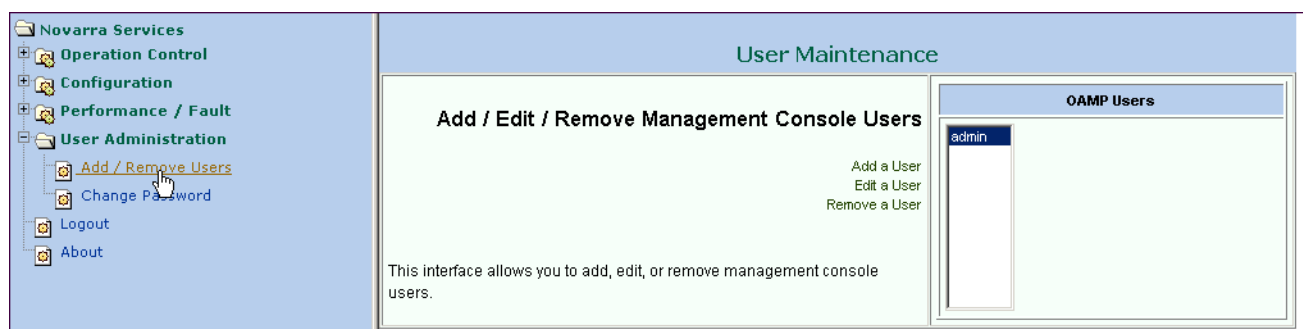 Novarra Services
Operation Control
Configuration
Performance / Fault
User Administration
Add / Remove Users
Change Password
Logout
About
User Maintenance
Add / Edit / Remove Management Console Users
Add a User
Edit a User
Remove a User
This interface allows you to add, edit, or remove management console
users.
OAMP Users
admin